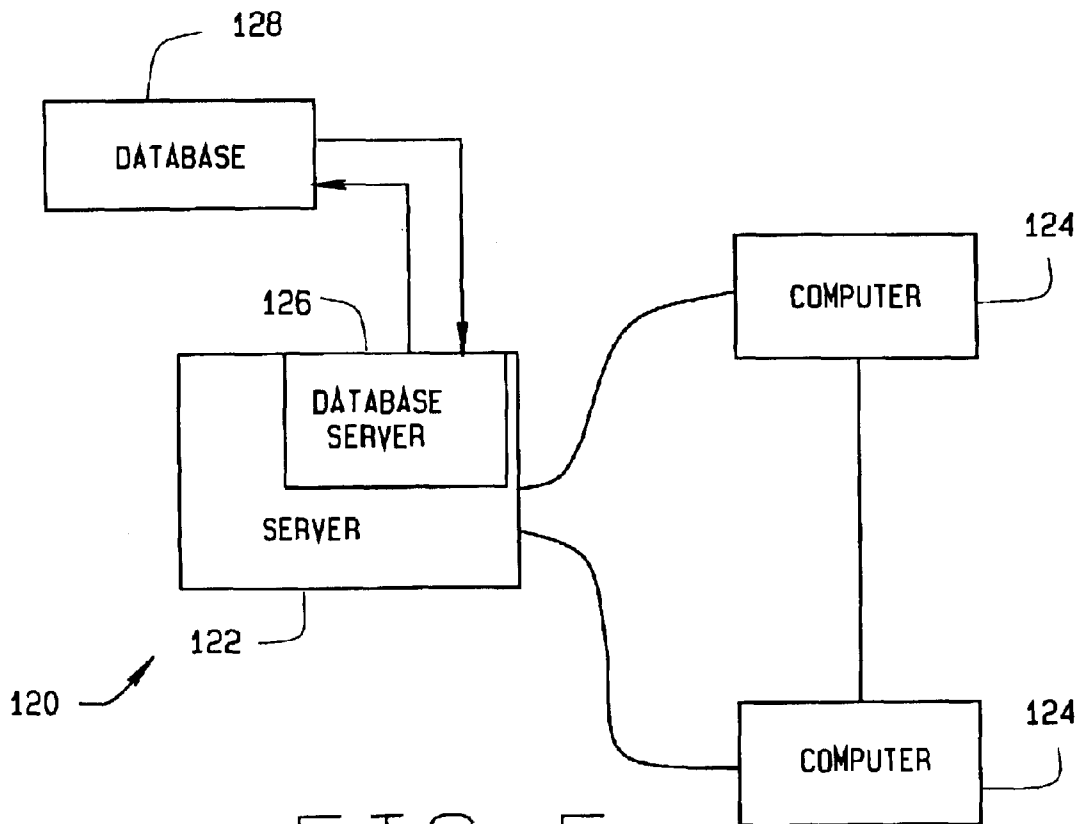 128
DATABASE
124
COMPUTER
126
DATABASE
SERVER
SERVER
122
120
124
COMPUTER